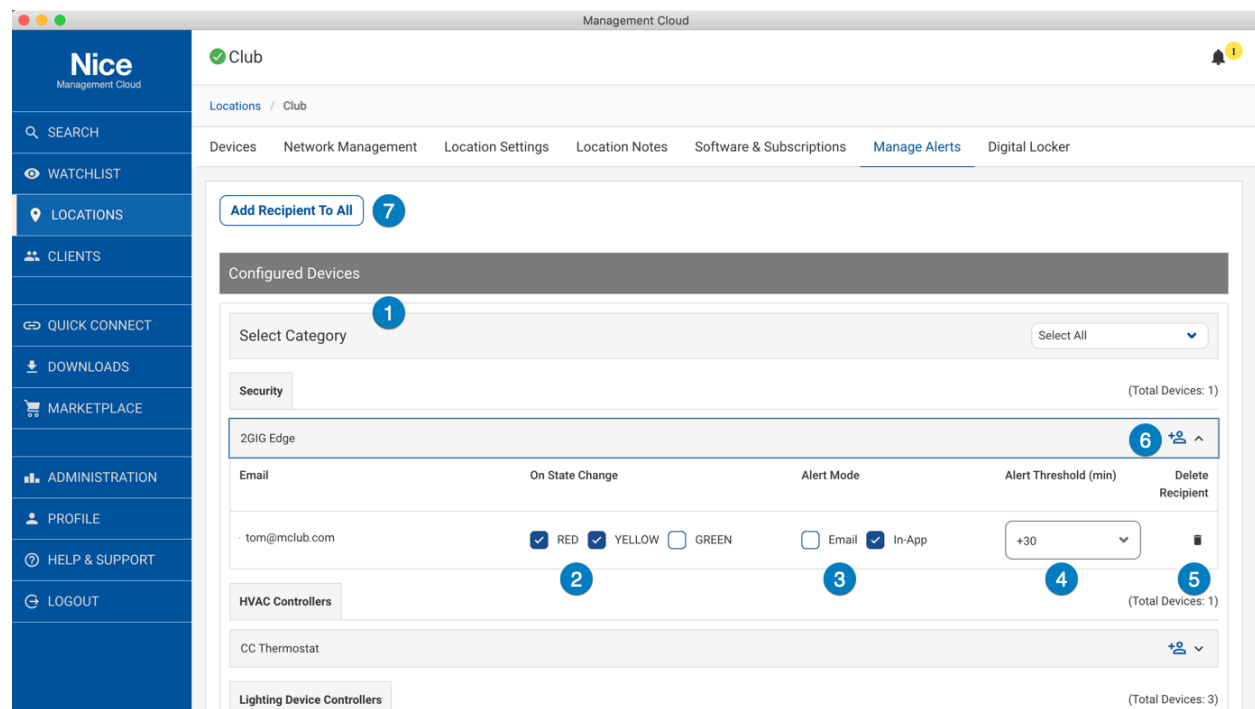 Management Cloud
Nice
Management Cloud
SEARCH
WATCHLIST
LOCATIONS
CLIENTS
QUICK CONNECT
DOWNLOADS
MARKETPLACE
ADMINISTRATION
PROFILE
HELP & SUPPORT
LOGOUT
Club
1
Locations / Club
Devices Network Management Location Settings Location Notes Software & Subscriptions Manage Alerts Digital Locker
Add Recipient To All 7
Configured Devices
1
Select Category Select All
Security (Total Devices: 1)
2GIG Edge 6
Email On State Change Alert Mode Alert Threshold (min) Delete
Recipient
tom@mclub.com RED YELLOW GREEN Email In-App +30
2 3 4 5
HVAC Controllers (Total Devices: 1)
CC Thermostat
Lighting Device Controllers (Total Devices: 3)